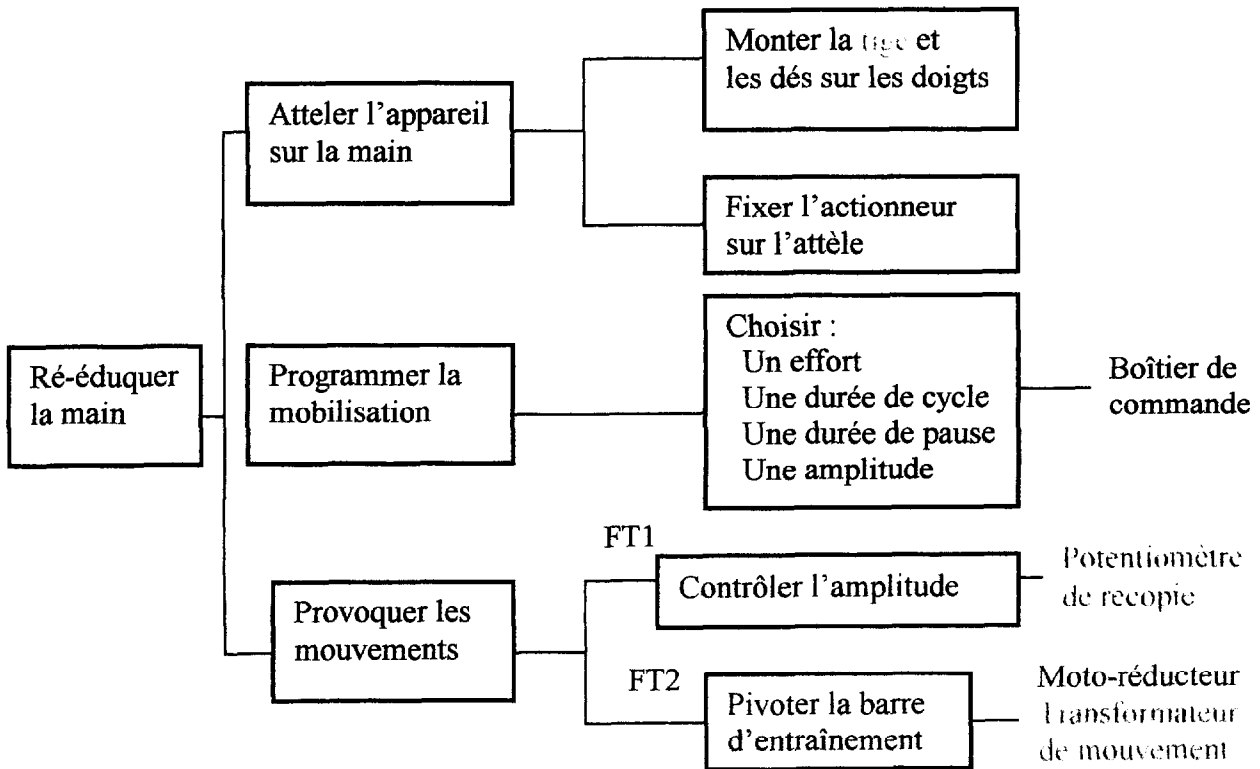 Monter la tige et
les dés sur les doigts
Atteler l'appareil
sur la main
Fixer l'actionneur
sur l'attèle
Choisir :
Un effort
Une durée de cycle
Une durée de pause
Une amplitude
Boîtier de
commande
Ré-éduquer
la main
Programmer la
mobilisation
FT1
Contrôler l'amplitude
Potentiomètre
de recopie
Provoquer les
mouvements
FT2
Pivoter la barre
d'entraînement
Moto-réducteur
Transformateur
de mouvement